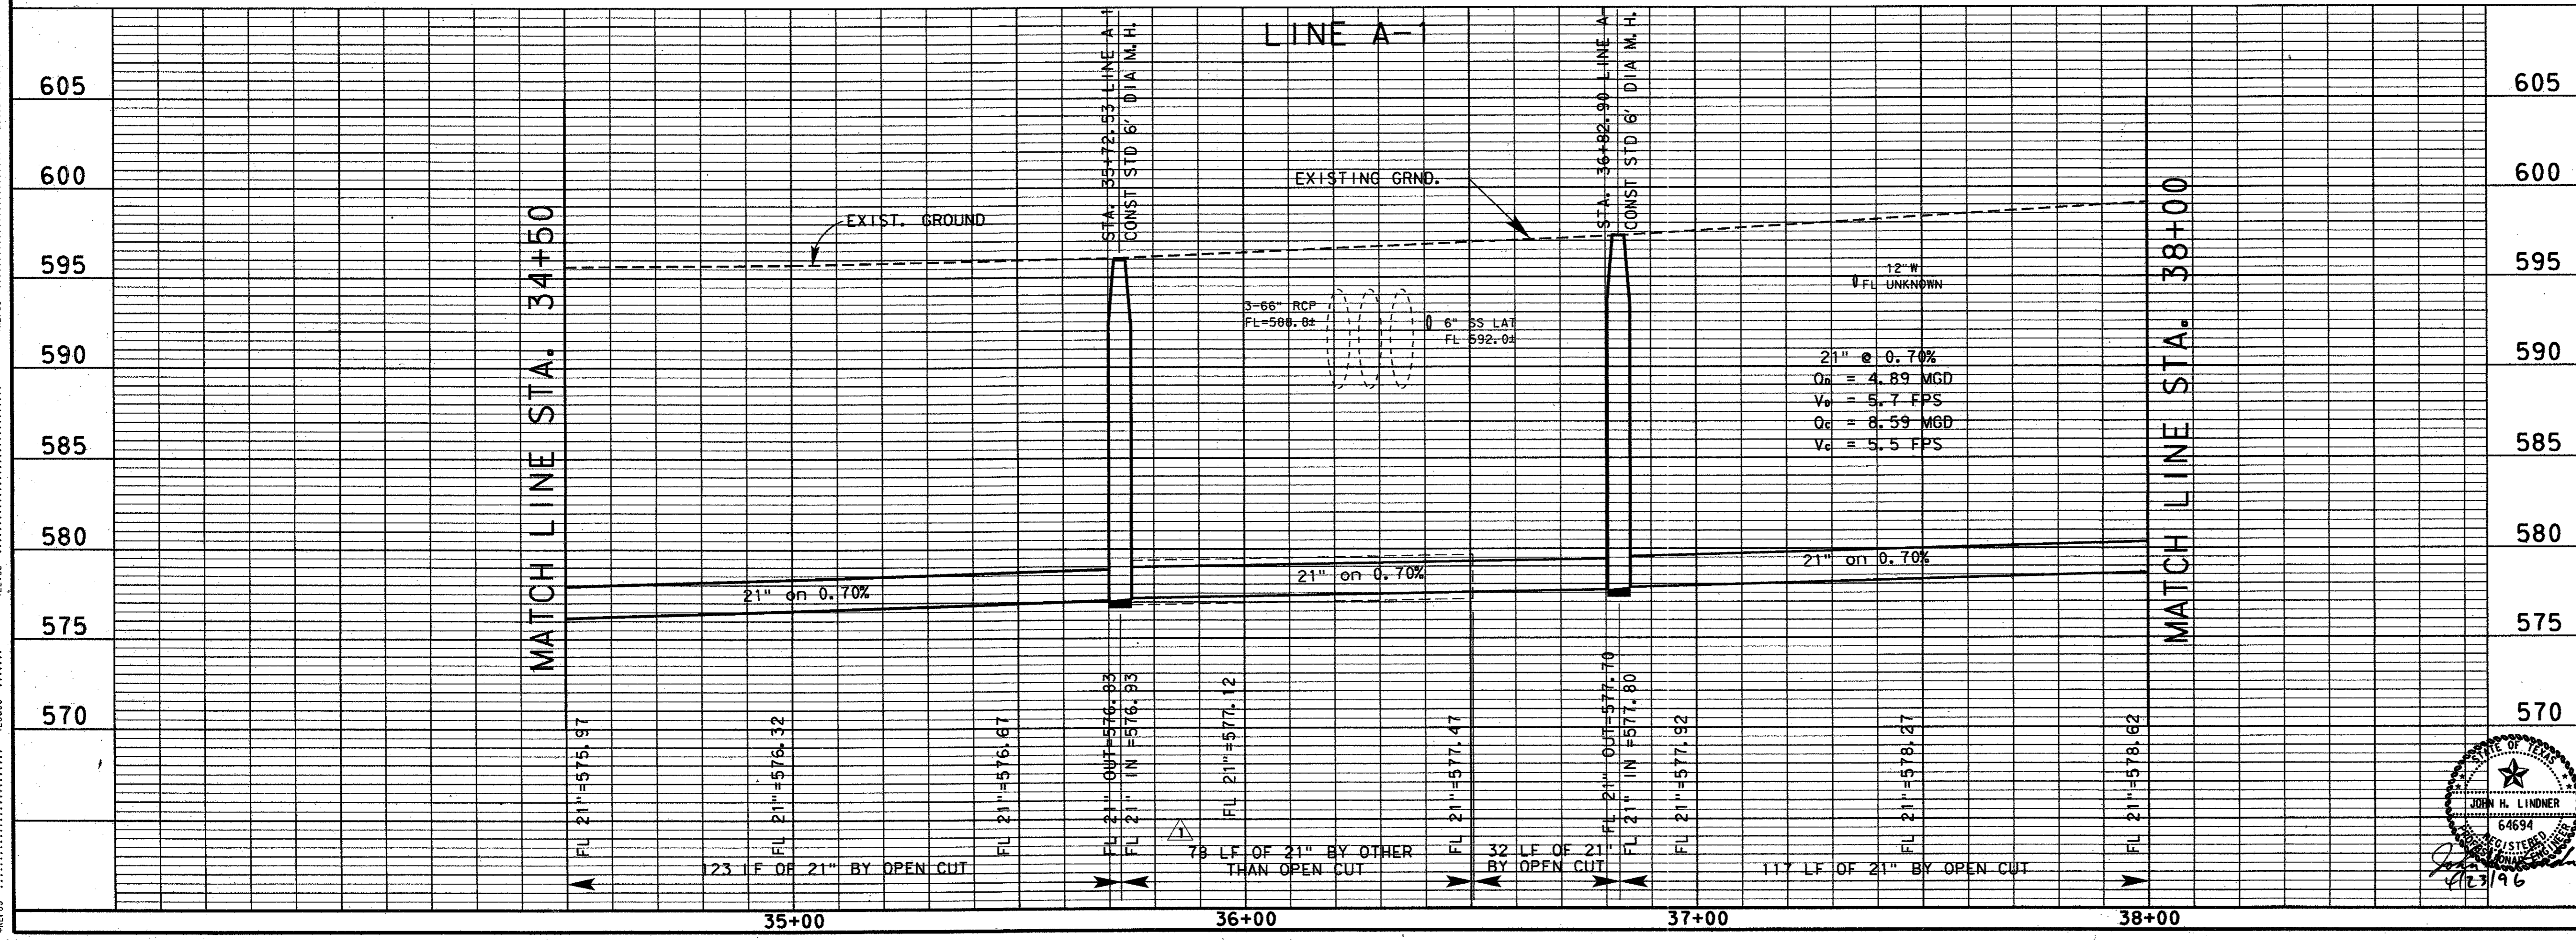 LINE A-1
605
600
595
590
585
580
575
570
605
600
595
590
585
580
575
570
MATCH LINE STA. 34+50
EXIST. GROUND
STA. 35+72.53 LINE A-1
CONST STD 6' DIA M.H.
EXISTING GRND.
STA. 36+82.90 LINE A-
CONST STD 6' DIA M.H.
3-66" RCP
FL=588.8±
6" SS LAT
FL 592.0±
12"W
FL UNKNOWN
21" @ 0.70%
QD = 4.89 MGD
VD = 5.7 FPS
QC = 8.59 MGD
VC = 5.5 FPS
MATCH LINE STA. 38+00
21" on 0.70%
21" on 0.70%
21" on 0.70%
FL 21"=575.97
FL 21"=576.32
FL 21"=576.67
FL 21" OUT=576.83
FL 21" IN =576.93
FL 21"=577.12
FL 21"=577.47
FL 21" OUT=577.70
FL 21" IN =577.80
FL 21"=577.92
FL 21"=578.27
FL 21"=578.62
123 LF OF 21" BY OPEN CUT
1
78 LF OF 21" BY OTHER
THAN OPEN CUT
32 LF OF 21"
BY OPEN CUT
117 LF OF 21" BY OPEN CUT
35+00
36+00
37+00
38+00
STATE OF TEXAS
JOHN H. LINDNER
64694
REGISTERED
PROFESSIONAL ENGINEER
4/23/96